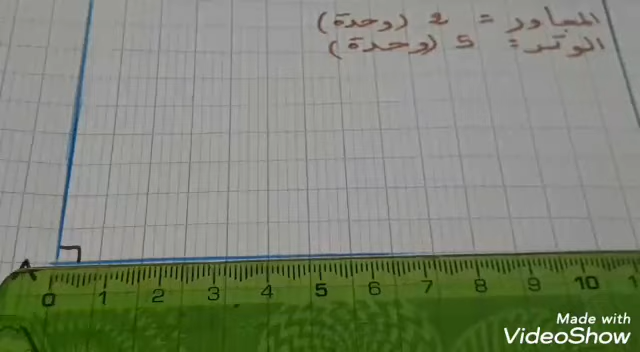 المجاور = 2 (وحدة)
الوتر = 5 (وحدة)
A
0 1 2 3 4 5 6 7 8 9 10
Made with
VideoShow